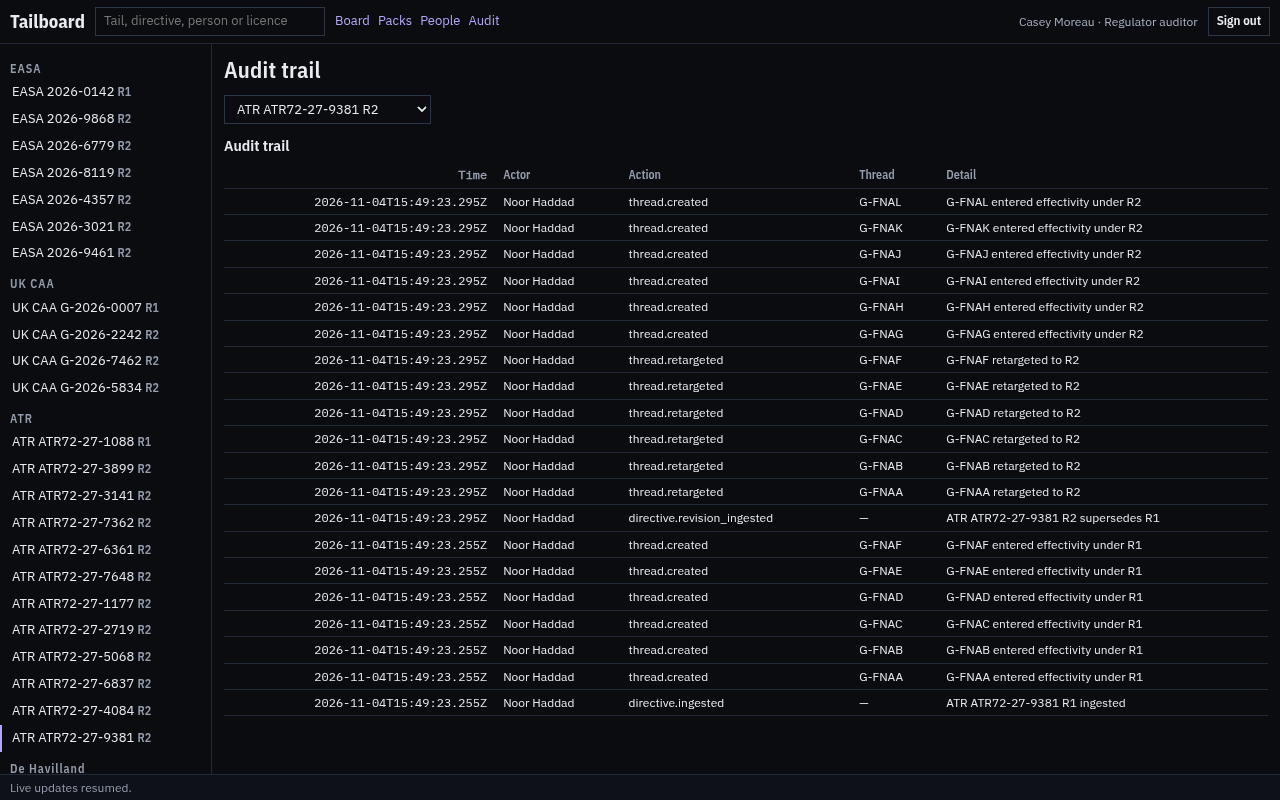 Tailboard
Tail, directive, person or licence
Board Packs People Audit
Casey Moreau · Regulator auditor
Sign out
EASA
EASA 2026-0142 R1
EASA 2026-9868 R2
EASA 2026-6779 R2
EASA 2026-8119 R2
EASA 2026-4357 R2
EASA 2026-3021 R2
EASA 2026-9461 R2
UK CAA
UK CAA G-2026-0007 R1
UK CAA G-2026-2242 R2
UK CAA G-2026-7462 R2
UK CAA G-2026-5834 R2
ATR
ATR ATR72-27-1088 R1
ATR ATR72-27-3899 R2
ATR ATR72-27-3141 R2
ATR ATR72-27-7362 R2
ATR ATR72-27-6361 R2
ATR ATR72-27-7648 R2
ATR ATR72-27-1177 R2
ATR ATR72-27-2719 R2
ATR ATR72-27-5068 R2
ATR ATR72-27-6837 R2
ATR ATR72-27-4084 R2
ATR ATR72-27-9381 R2
De Havilland
Audit trail
ATR ATR72-27-9381 R2
Audit trail
Time Actor Action Thread Detail
2026-11-04T15:49:23.295Z Noor Haddad thread.created G-FNAL G-FNAL entered effectivity under R2
2026-11-04T15:49:23.295Z Noor Haddad thread.created G-FNAK G-FNAK entered effectivity under R2
2026-11-04T15:49:23.295Z Noor Haddad thread.created G-FNAJ G-FNAJ entered effectivity under R2
2026-11-04T15:49:23.295Z Noor Haddad thread.created G-FNAI G-FNAI entered effectivity under R2
2026-11-04T15:49:23.295Z Noor Haddad thread.created G-FNAH G-FNAH entered effectivity under R2
2026-11-04T15:49:23.295Z Noor Haddad thread.created G-FNAG G-FNAG entered effectivity under R2
2026-11-04T15:49:23.295Z Noor Haddad thread.retargeted G-FNAF G-FNAF retargeted to R2
2026-11-04T15:49:23.295Z Noor Haddad thread.retargeted G-FNAE G-FNAE retargeted to R2
2026-11-04T15:49:23.295Z Noor Haddad thread.retargeted G-FNAD G-FNAD retargeted to R2
2026-11-04T15:49:23.295Z Noor Haddad thread.retargeted G-FNAC G-FNAC retargeted to R2
2026-11-04T15:49:23.295Z Noor Haddad thread.retargeted G-FNAB G-FNAB retargeted to R2
2026-11-04T15:49:23.295Z Noor Haddad thread.retargeted G-FNAA G-FNAA retargeted to R2
2026-11-04T15:49:23.295Z Noor Haddad directive.revision_ingested — ATR ATR72-27-9381 R2 supersedes R1
2026-11-04T15:49:23.255Z Noor Haddad thread.created G-FNAF G-FNAF entered effectivity under R1
2026-11-04T15:49:23.255Z Noor Haddad thread.created G-FNAE G-FNAE entered effectivity under R1
2026-11-04T15:49:23.255Z Noor Haddad thread.created G-FNAD G-FNAD entered effectivity under R1
2026-11-04T15:49:23.255Z Noor Haddad thread.created G-FNAC G-FNAC entered effectivity under R1
2026-11-04T15:49:23.255Z Noor Haddad thread.created G-FNAB G-FNAB entered effectivity under R1
2026-11-04T15:49:23.255Z Noor Haddad thread.created G-FNAA G-FNAA entered effectivity under R1
2026-11-04T15:49:23.255Z Noor Haddad directive.ingested — ATR ATR72-27-9381 R1 ingested
Live updates resumed.